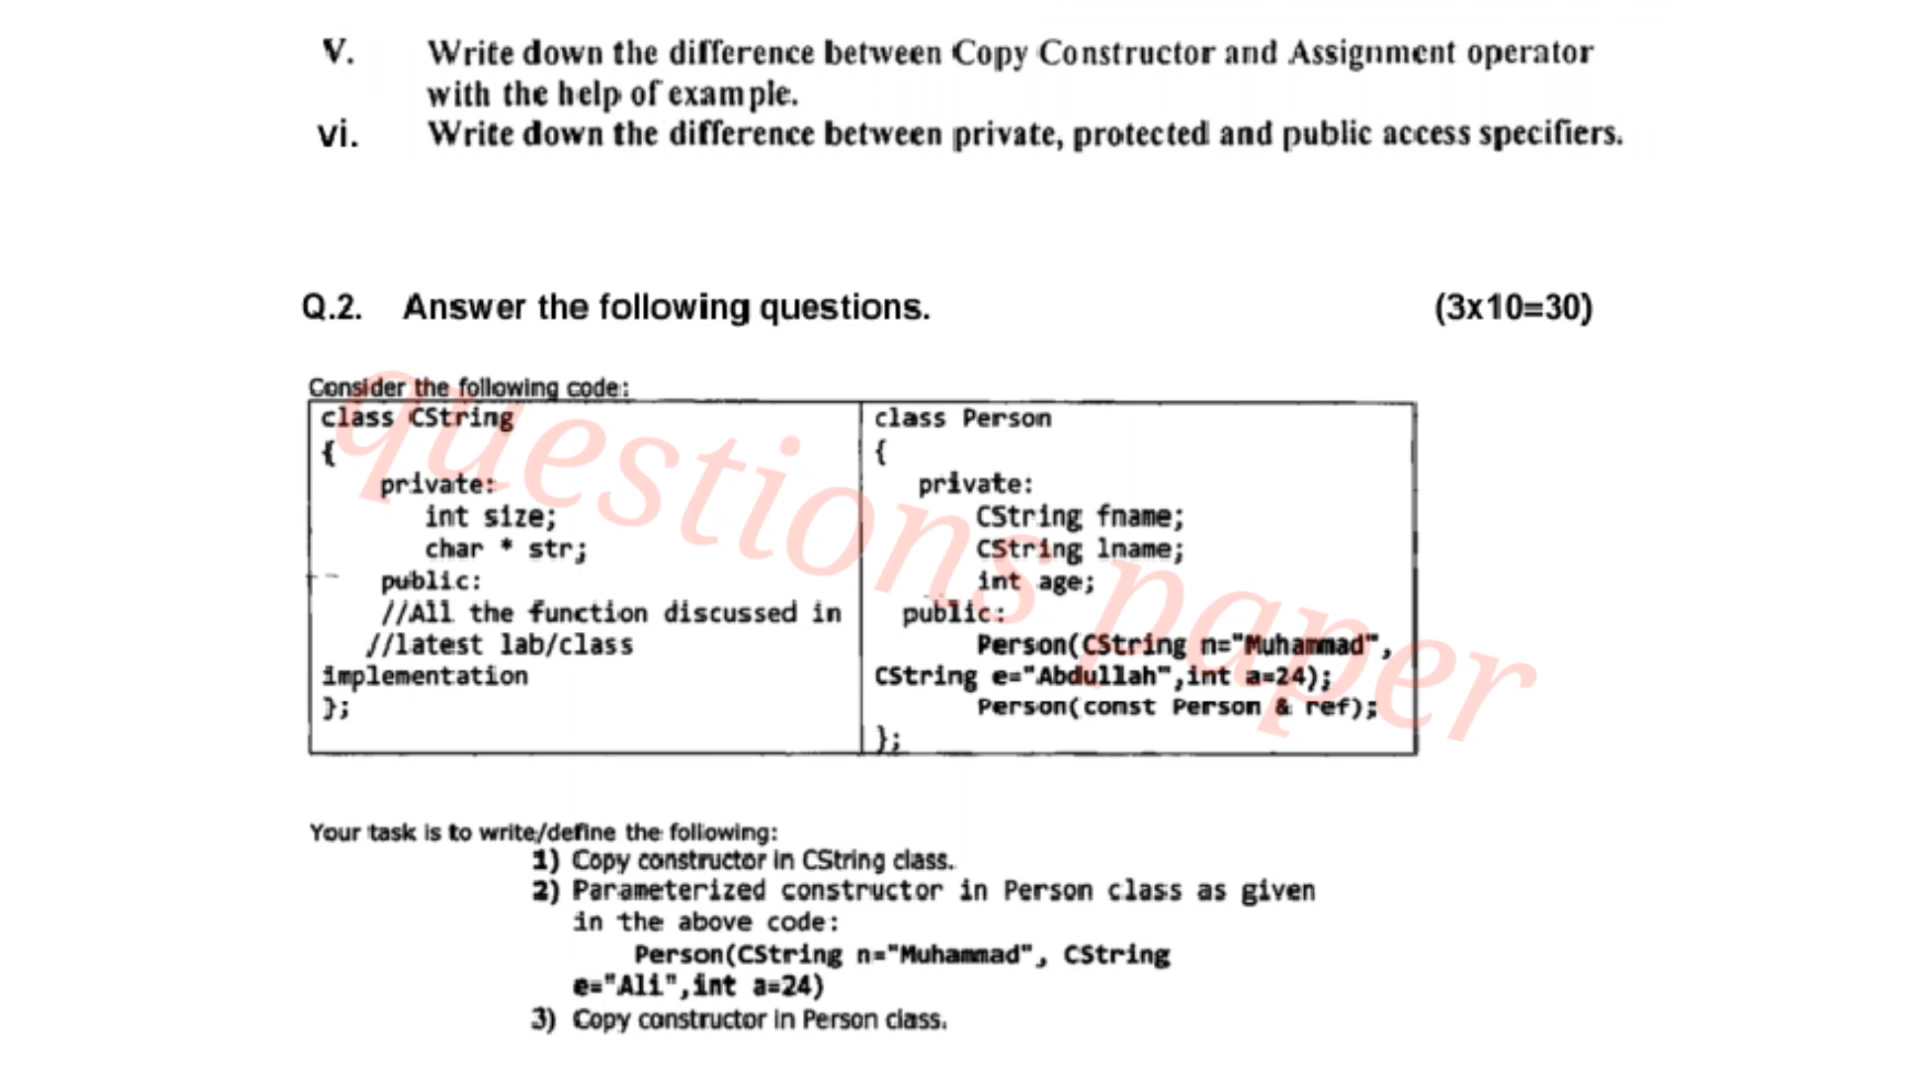 v. Write down the difference between Copy Constructor and Assignment operator
with the help of example.
vi. Write down the difference between private, protected and public access specifiers.
Q.2. Answer the following questions. (3x10=30)
Consider the following code:
class CString
{
private:
int size;
char * str;
public:
//All the function discussed in
//latest lab/class
implementation
};
class Person
{
private:
CString fname;
CString lname;
int age;
public:
Person(CString n="Muhammad",
CString e="Abdullah",int a=24);
Person(const Person & ref);
};
questions paper
Your task is to write/define the following:
1) Copy constructor in CString class.
2) Parameterized constructor in Person class as given
in the above code:
Person(CString n="Muhammad", CString
e="Ali",int a=24)
3) Copy constructor in Person class.